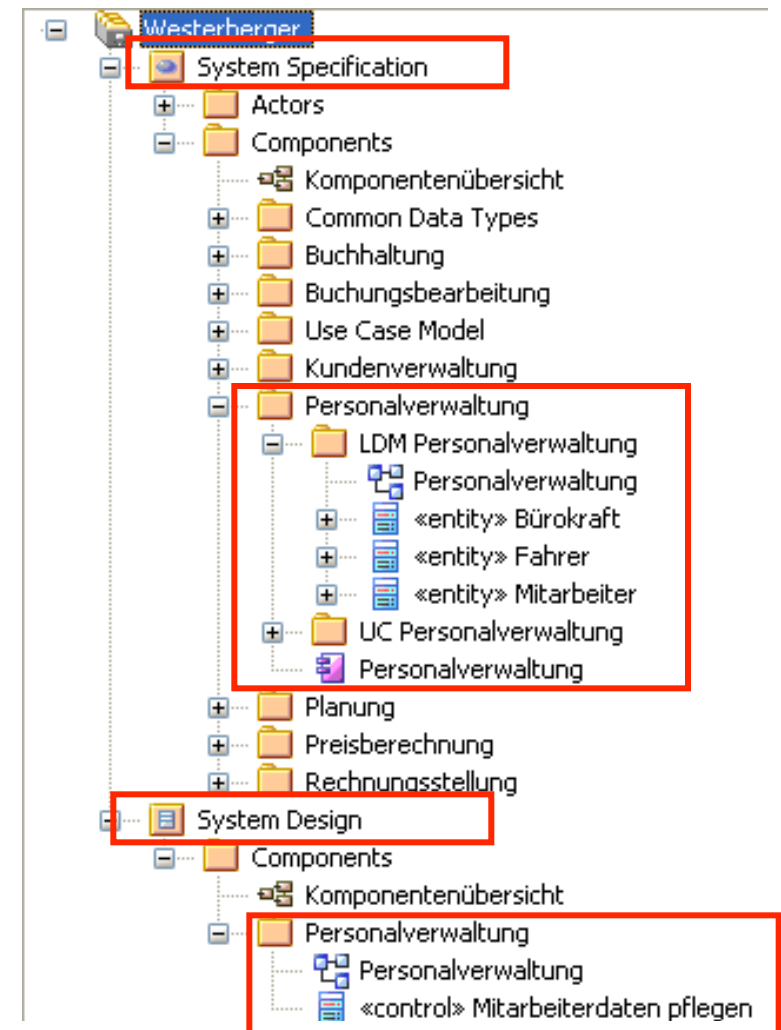 Westerberger
System Specification
Actors
Components
Komponentenübersicht
Common Data Types
Buchhaltung
Buchungsbearbeitung
Use Case Model
Kundenverwaltung
Personalverwaltung
LDM Personalverwaltung
Personalverwaltung
«entity» Bürokraft
«entity» Fahrer
«entity» Mitarbeiter
UC Personalverwaltung
Personalverwaltung
Planung
Preisberechnung
Rechnungsstellung
System Design
Components
Komponentenübersicht
Personalverwaltung
Personalverwaltung
«control» Mitarbeiterdaten pflegen